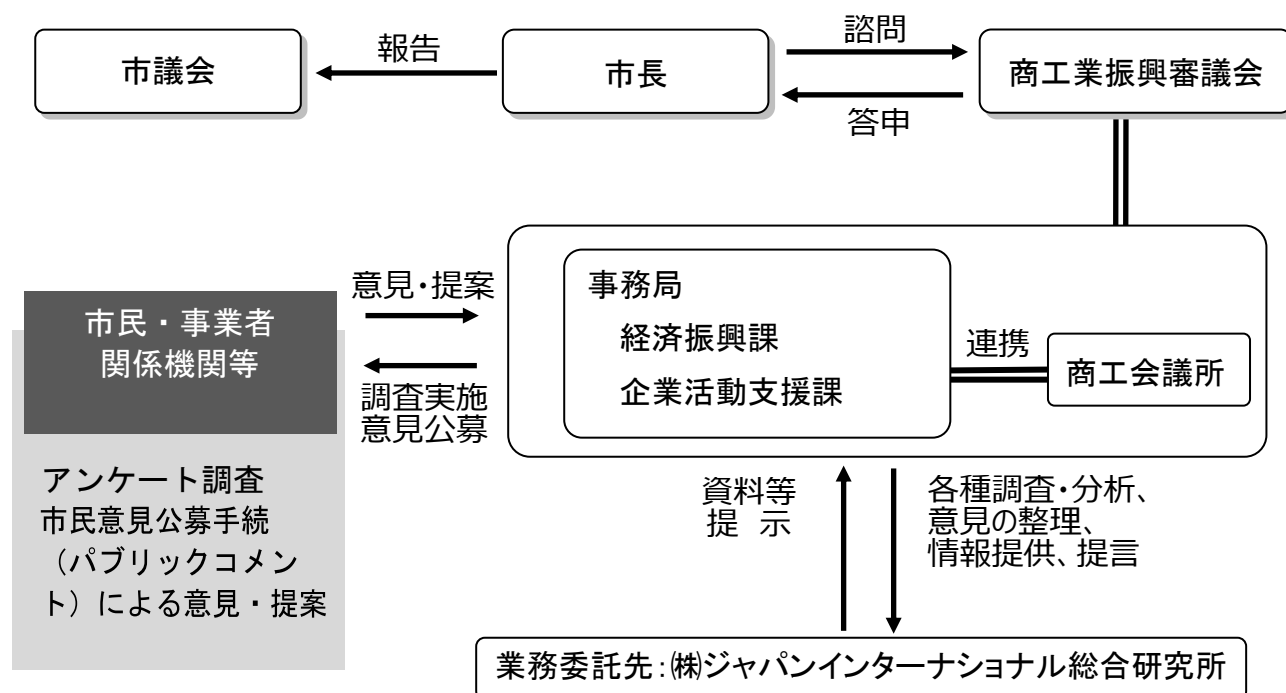 市議会
報告
市長
諮問
答申
商工業振興審議会
市民・事業者
関係機関等
意見・提案
調査実施
意見公募
事務局
経済振興課
企業活動支援課
連携
商工会議所
アンケート調査
市民意見公募手続
（パブリックコメン
ト）による意見・提案
資料等
提 示
各種調査・分析、
意見の整理、
情報提供、提言
業務委託先：㈱ジャパンインターナショナル総合研究所